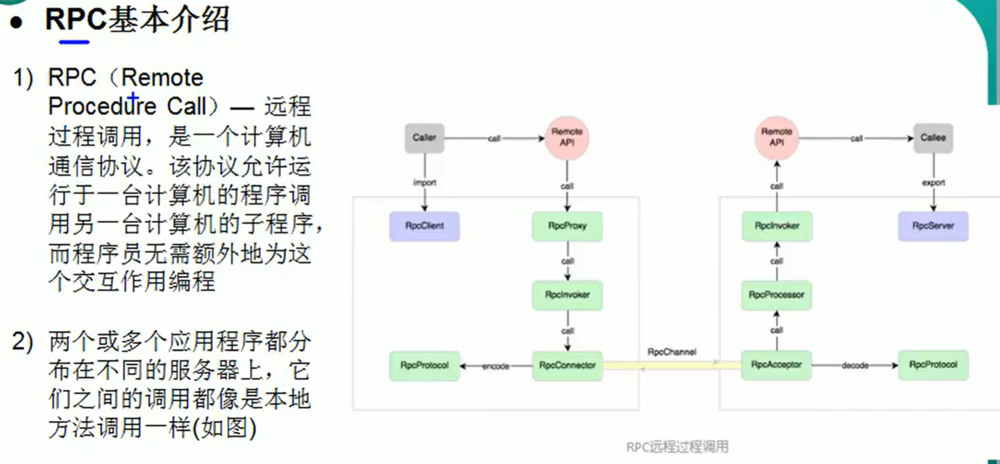 ● RPC基本介绍
1) RPC（Remote
Procedure Call）— 远程
过程调用，是一个计算机
通信协议。该协议允许运
行于一台计算机的程序调
用另一台计算机的子程序，
而程序员无需额外地为这
个交互作用编程
2) 两个或多个应用程序都分
布在不同的服务器上，它
们之间的调用都像是本地
方法调用一样(如图)
Caller
call
Remote
API
import
call
RpcClient
RpcProxy
call
RpcInvoker
call
RpcProtocol
encode
RpcConnector
RpcChannel
Remote
API
call
Callee
call
export
RpcInvoker
RpcServer
call
RpcProcessor
call
RpcAcceptor
decode
RpcProtocol
RPC远程过程调用